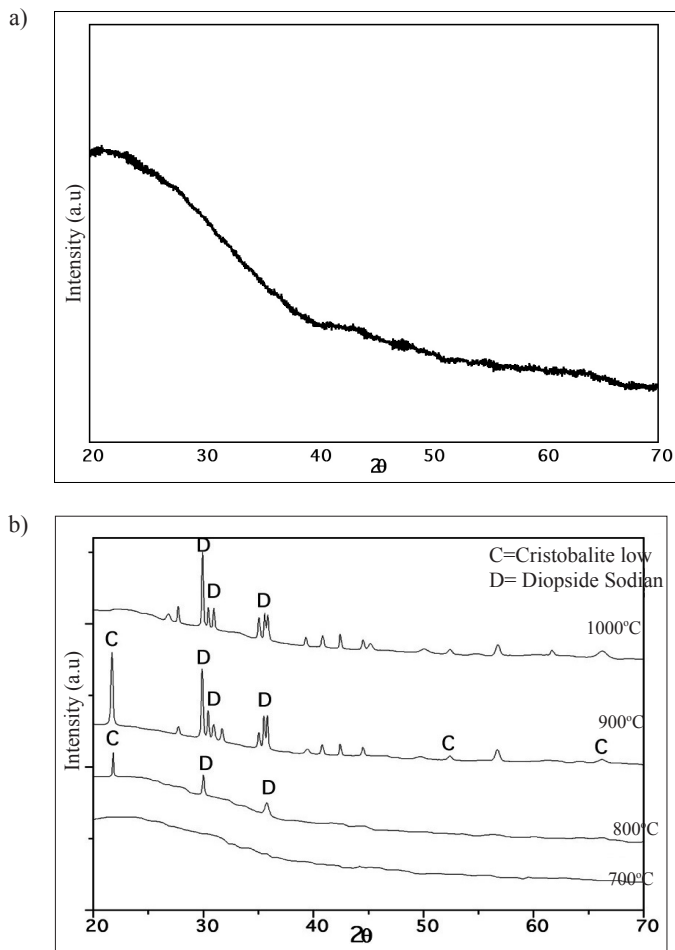 a)
Intensity (a.u)
20 30 40 50 60 70
2θ
b)
D
C=Cristobalite low
D= Diopside Sodian
D
D
1000ºC
C
D
D
D
900ºC
C
C
C
D
D
800ºC
700ºC
Intensity (a.u)
20 30 40 50 60 70
2θ